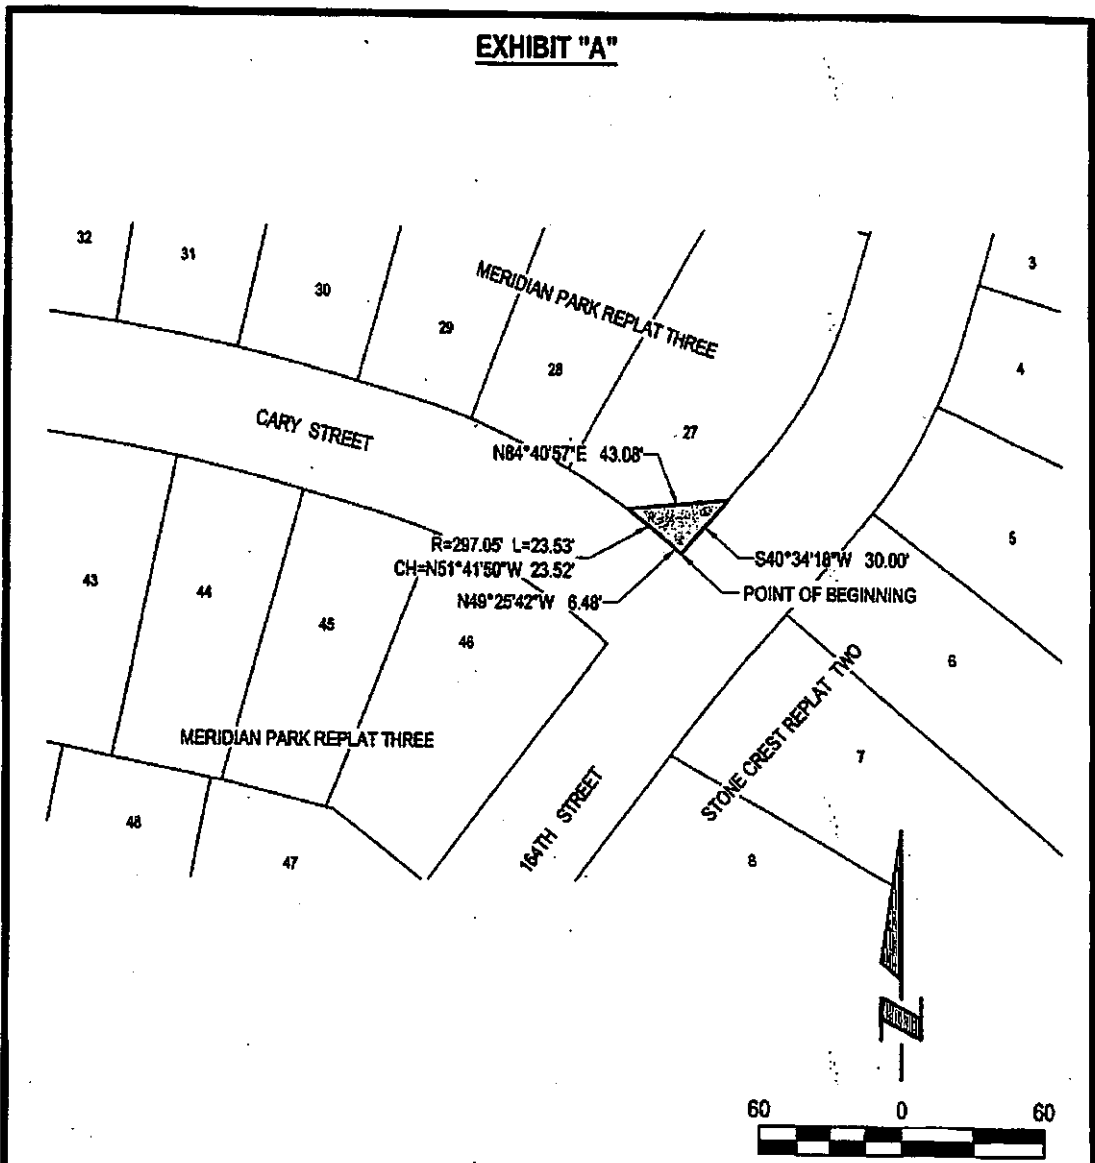 EXHIBIT "A"
32
31
30
29
28
27
3
4
5
6
7
8
MERIDIAN PARK REPLAT THREE
CARY STREET
N84°40'57"E 43.08'
R=297.05' L=23.53'
CH=N51°41'50"W 23.52'
N49°25'42"W 6.48'
S40°34'18"W 30.00'
POINT OF BEGINNING
43
44
45
46
MERIDIAN PARK REPLAT THREE
48
47
164TH STREET
STONE CREST REPLAT TWO
60 0 60